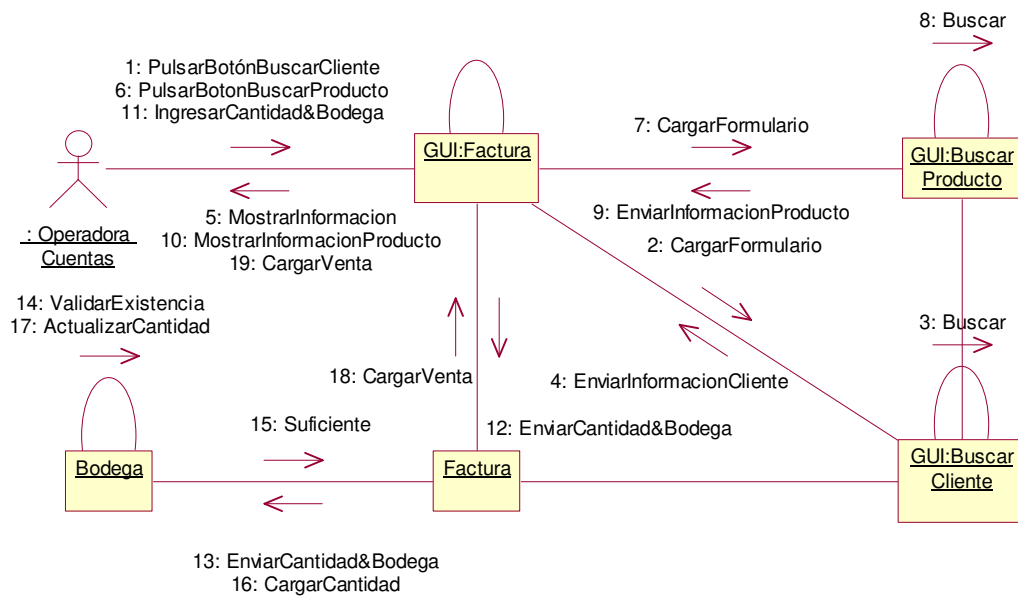 8: Buscar
1: PulsarBotónBuscarCliente
6: PulsarBotonBuscarProducto
11: IngresarCantidad&Bodega
7: CargarFormulario
GUI:Factura
GUI:Buscar
Producto
5: MostrarInformacion
10: MostrarInformacionProducto
19: CargarVenta
9: EnviarInformacionProducto
2: CargarFormulario
: Operadora
Cuentas
14: ValidarExistencia
17: ActualizarCantidad
3: Buscar
18: CargarVenta
4: EnviarInformacionCliente
15: Suficiente
12: EnviarCantidad&Bodega
Bodega
Factura
GUI:Buscar
Cliente
13: EnviarCantidad&Bodega
16: CargarCantidad